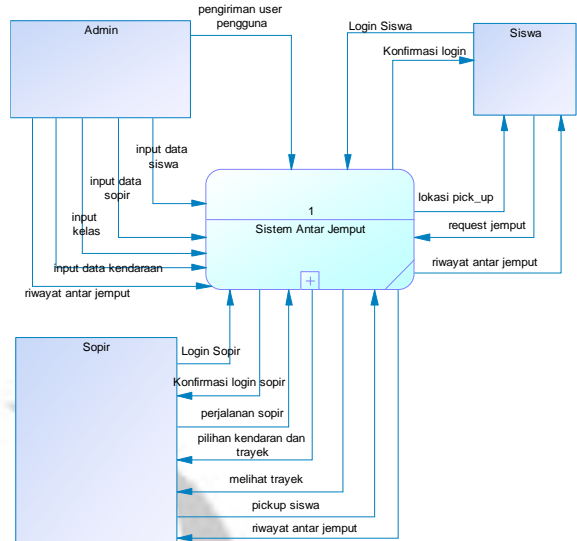 pengiriman user
pengguna
Admin
Login Siswa
Siswa
Konfirmasi login
input data
siswa
input data
sopir
input
kelas
input data kendaraan
riwayat antar jemput
1
Sistem Antar Jemput
lokasi pick_up
request jemput
riwayat antar jemput
Sopir
Login Sopir
Konfirmasi login sopir
perjalanan sopir
pilihan kendaran dan
trayek
melihat trayek
pickup siswa
riwayat antar jemput